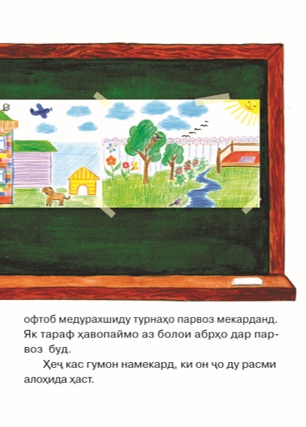 офтоб медурахшиду турнаҳо парвоз мекарданд.
Як тараф ҳавопаймо аз болои абрҳо дар пар-
воз буд.
Ҳеҷ кас гумон намекард, ки он ҷо ду расми
алоҳида ҳаст.